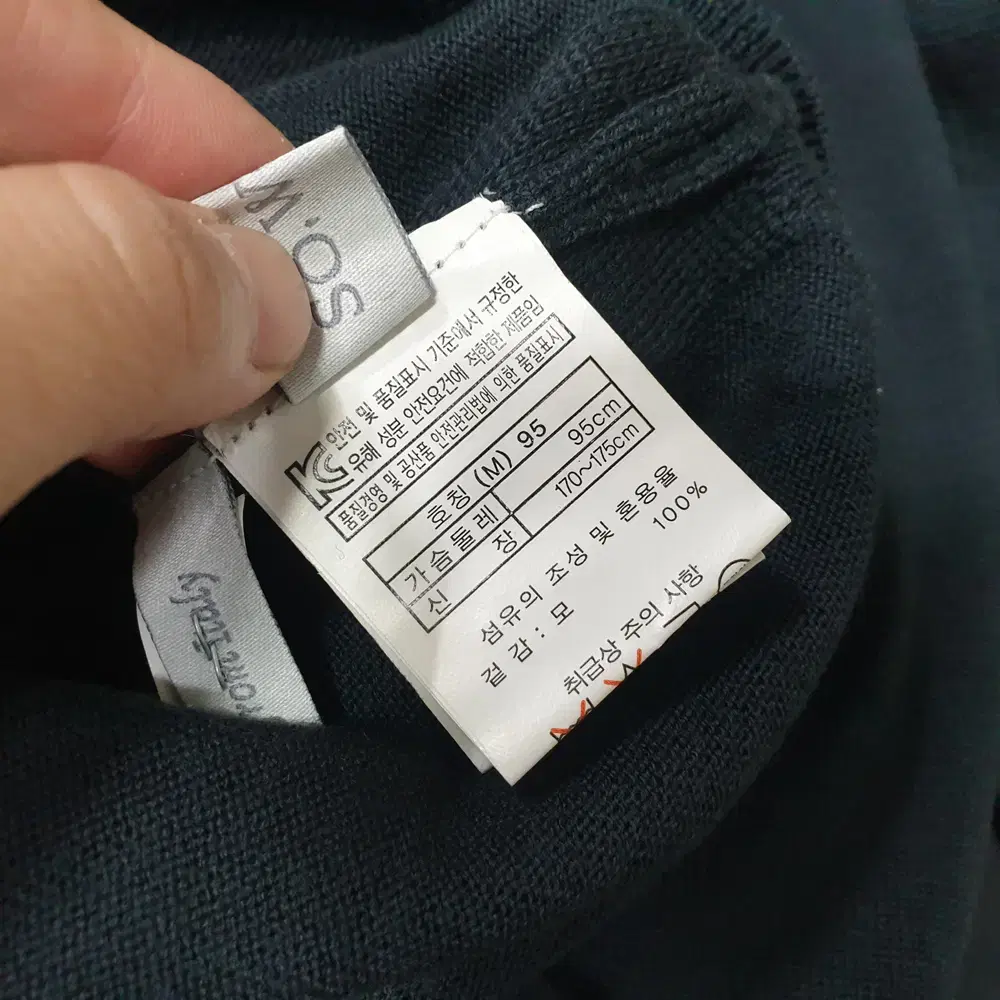 SO,W
안전 및 품질표시 기준에서 규정한
유해 성분 안전요건에 적합한 제품임
품질경영 및 공산품 안전관리법에 의한 품질표시
호칭 (M) 95
가슴둘레 95cm
신 장 170~175cm
섬유의 조성 및 혼용율
겉 감 : 모 100%
취급상 주의 사항